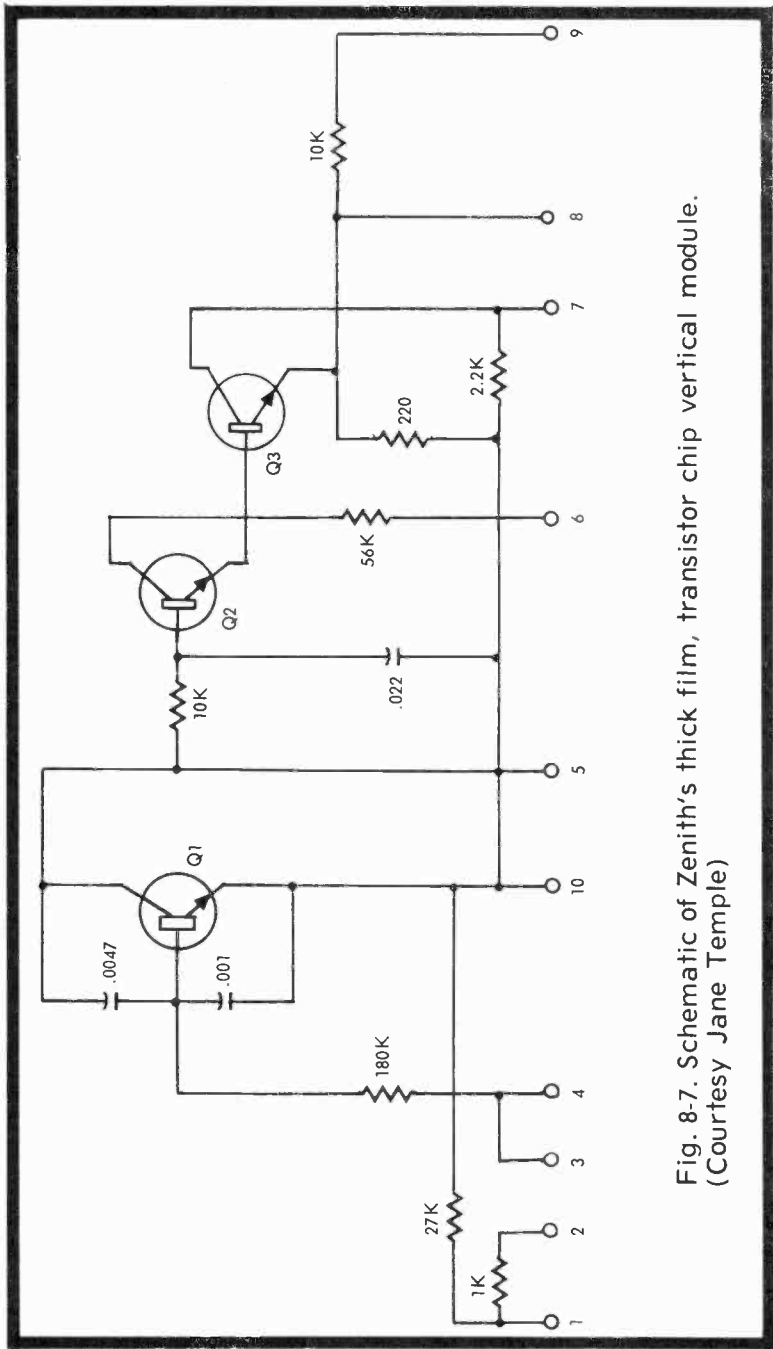 .0047
.001
Q1
180K
27K
1K
10K
Q2
.022
56K
Q3
220
2.2K
10K
1
2
3
4
10
5
6
7
8
9
Fig. 8-7. Schematic of Zenith's thick film, transistor chip vertical module.
(Courtesy Jane Temple)